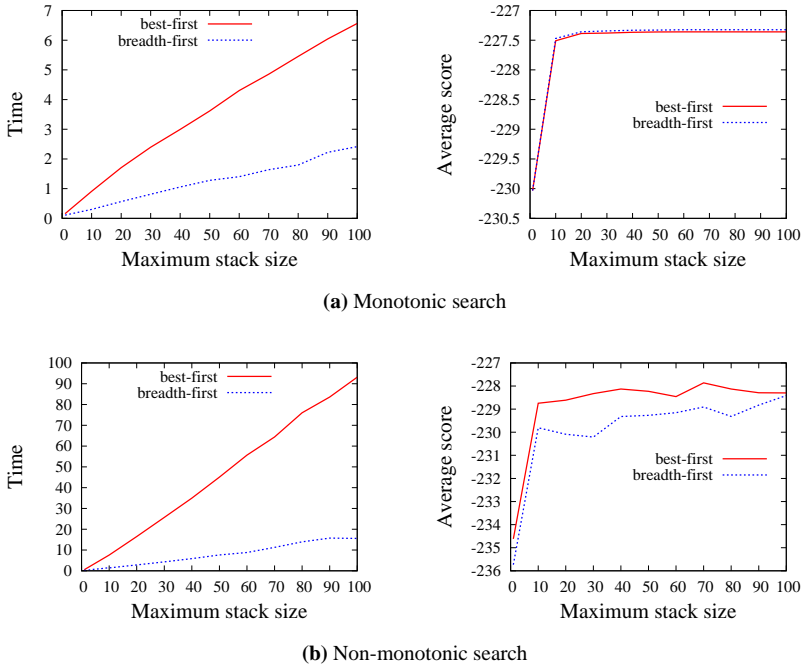 7
6
5
4
3
2
1
0
0 10 20 30 40 50 60 70 80 90 100
Time
Maximum stack size
best-first
breadth-first
-227
-227.5
-228
-228.5
-229
-229.5
-230
-230.5
0 10 20 30 40 50 60 70 80 90 100
Average score
Maximum stack size
best-first
breadth-first
(a) Monotonic search
100
90
80
70
60
50
40
30
20
10
0
0 10 20 30 40 50 60 70 80 90 100
Time
Maximum stack size
best-first
breadth-first
-227
-228
-229
-230
-231
-232
-233
-234
-235
-236
0 10 20 30 40 50 60 70 80 90 100
Average score
Maximum stack size
best-first
breadth-first
(b) Non-monotonic search